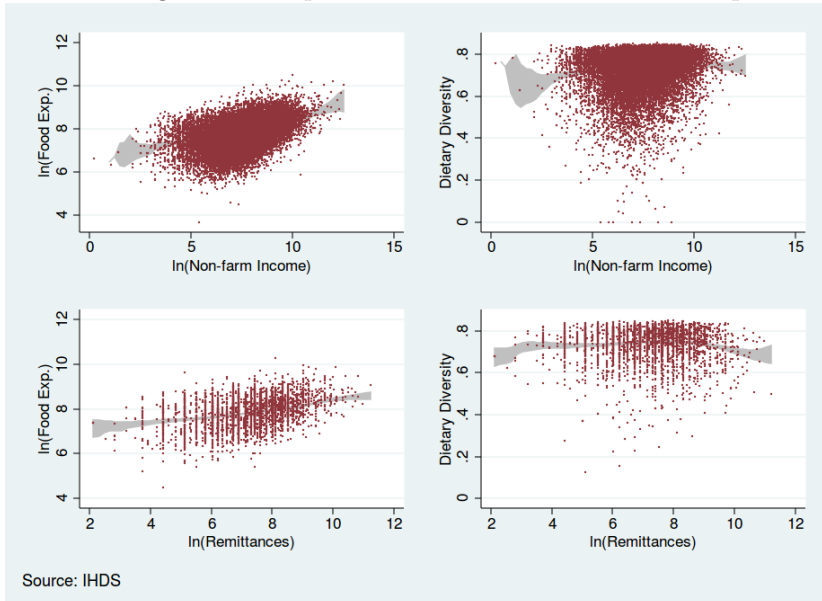 ln(Food Exp.)
12
10
8
6
4
0 5 10 15
ln(Non-farm Income)
Dietary Diversity
.8
.6
.4
.2
0
0 5 10 15
ln(Non-farm Income)
ln(Food Exp.)
12
10
8
6
4
2 4 6 8 10 12
ln(Remittances)
Dietary Diversity
.8
.6
.4
.2
0
2 4 6 8 10 12
ln(Remittances)
Source: IHDS